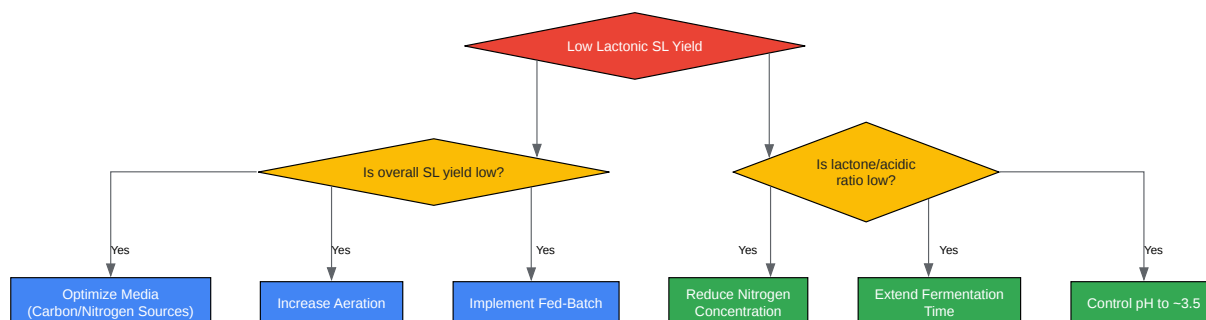 Low Lactonic SL Yield
Is overall SL yield low?
Is lactone/acidic
ratio low?
Yes
Yes
Yes
Yes
Yes
Yes
Optimize Media
(Carbon/Nitrogen Sources)
Increase Aeration
Implement Fed-Batch
Reduce Nitrogen
Concentration
Extend Fermentation
Time
Control pH to ~3.5